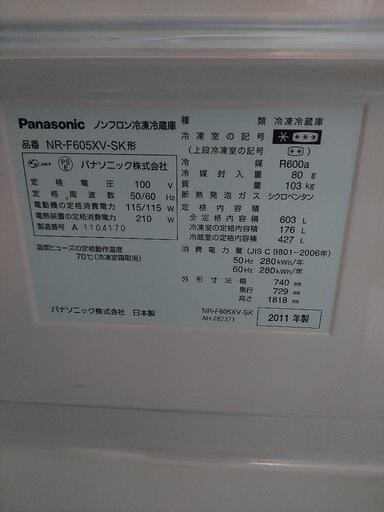 Panasonic ノンフロン冷凍冷蔵庫
品番 NR-F605XV-SK形
JET PSE パナソニック株式会社
定格電圧 100 V
定格周波数 50/60 Hz
電動機の定格消費電力 115/115 W
電熱装置の定格消費電力 210 W
製造番号 A 1104170
温度ヒューズの定格動作温度
70℃(冷凍室霜取用)
パナソニック株式会社 日本製
種類 冷凍冷蔵庫
冷凍室の記号
(上段冷凍室の記号 )
冷媒 R600a
冷媒封入量 80 g
質量 103 kg
断熱発泡ガス シクロペンタン
定格内容積
全定格内容積 603 L
冷凍室の定格内容積 176 L
冷蔵室の定格内容積 427 L
消費電力量(JIS C 9801-2006年)
50Hz 280kWh/年
60Hz 280kWh/年
外形寸法 幅 740 mm
奥行 729 mm
高さ 1818 mm
NR-F605XV-SK
AH-282371
2011 年製